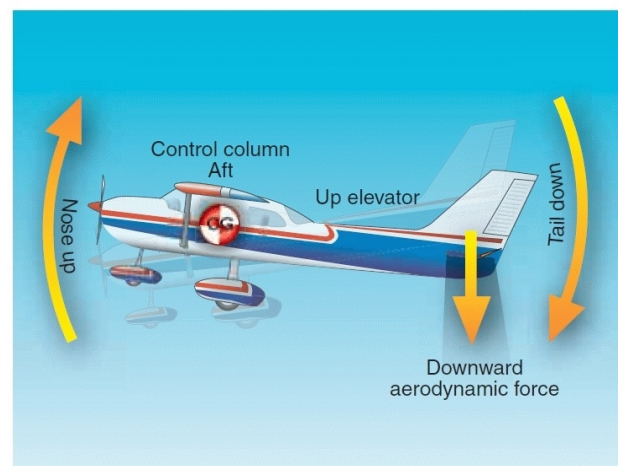 Control column
Aft
Up elevator
Nose up
CG
Tail down
Downward
aerodynamic force